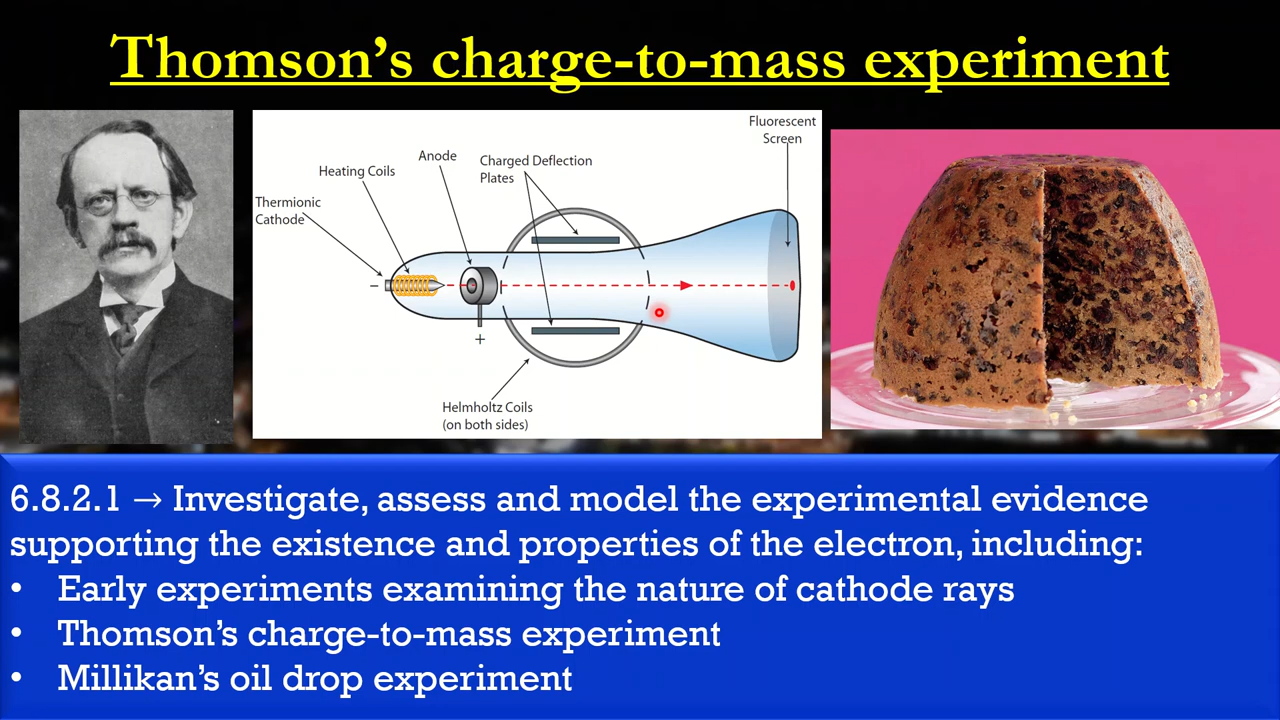 Thomson’s charge-to-mass experiment
Fluorescent
Screen
Anode
Charged Deflection
Plates
Heating Coils
Thermionic
Cathode
−
+
Helmholtz Coils
(on both sides)
6.8.2.1 → Investigate, assess and model the experimental evidence
supporting the existence and properties of the electron, including:
• Early experiments examining the nature of cathode rays
• Thomson’s charge-to-mass experiment
• Millikan’s oil drop experiment